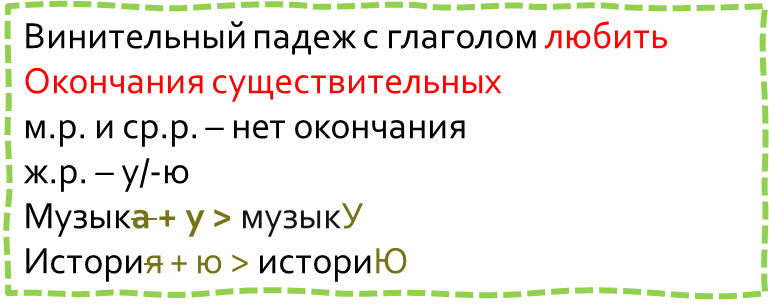 Винительный падеж с глаголом любить
Окончания существительных
м.р. и ср.р. – нет окончания
ж.р. – у/-ю
Музыка + у > музыкУ
История + ю > историЮ